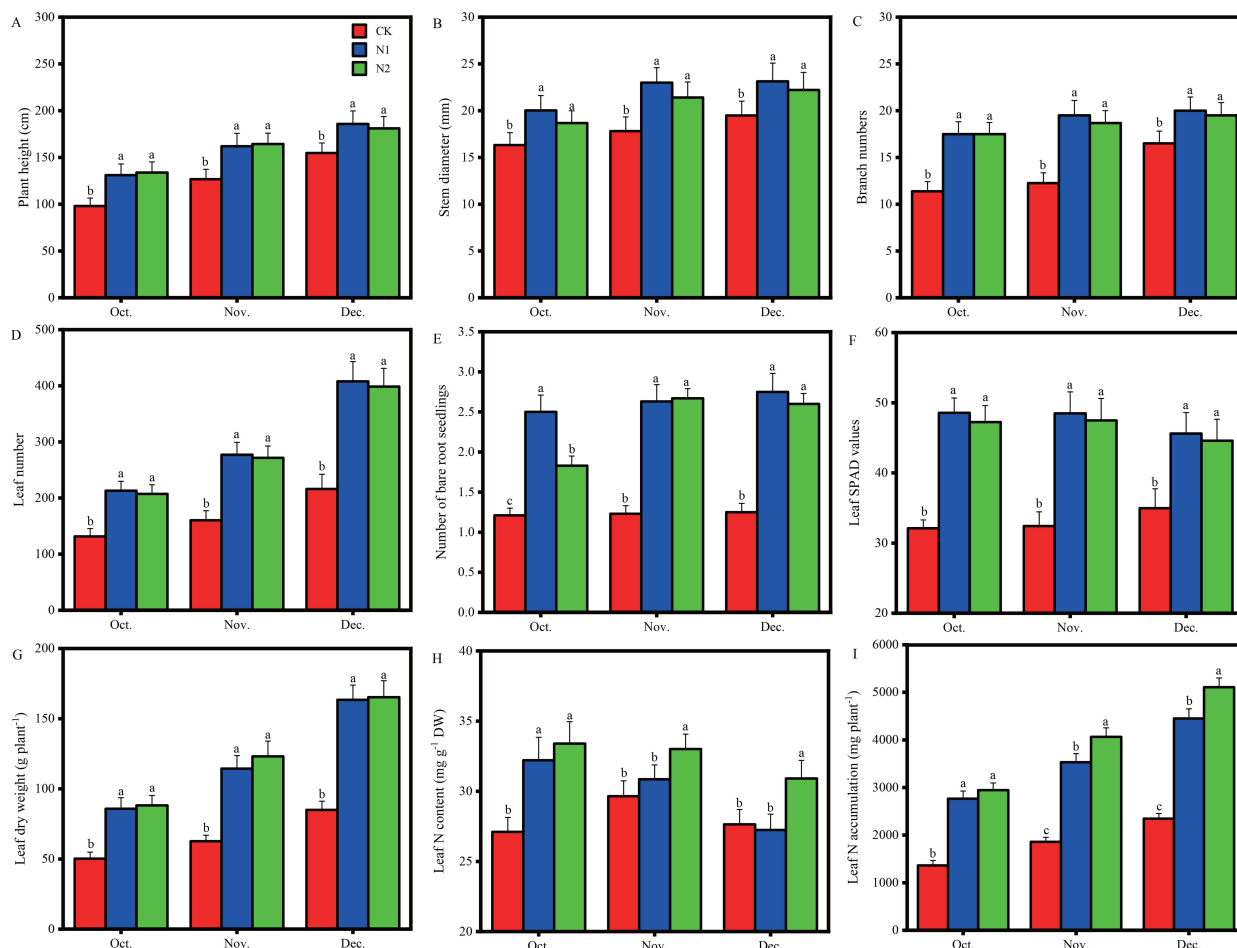 A
Plant height (cm)
300
250
200
150
100
50
0
CK
N1
N2
b
a
a
b
a
a
b
a
a
Oct.
Nov.
Dec.
B
Stem diameter (mm)
30
25
20
15
10
5
0
b
a
a
b
a
a
b
a
a
Oct.
Nov.
Dec.
C
Branch numbers
30
25
20
15
10
5
0
b
a
a
b
a
a
b
a
a
Oct.
Nov.
Dec.
D
Leaf number
500
400
300
200
100
0
b
a
a
b
a
a
b
a
a
Oct.
Nov.
Dec.
E
Number of bare root seedlings
3.5
3.0
2.5
2.0
1.5
1.0
0.5
0.0
c
a
b
b
a
a
b
a
a
Oct.
Nov.
Dec.
F
Leaf SPAD values
60
50
40
30
20
b
a
a
b
a
a
b
a
a
Oct.
Nov.
Dec.
G
Leaf dry weight (g plant⁻¹)
200
150
100
50
0
b
a
a
b
a
a
b
a
a
Oct.
Nov.
Dec.
H
Leaf N content (mg g⁻¹ DW)
40
35
30
25
20
b
a
a
b
b
a
b
b
a
Oct.
Nov.
Dec.
I
Leaf N accumulation (mg plant⁻¹)
6000
5000
4000
3000
2000
1000
0
b
a
a
c
b
a
c
b
a
Oct.
Nov.
Dec.